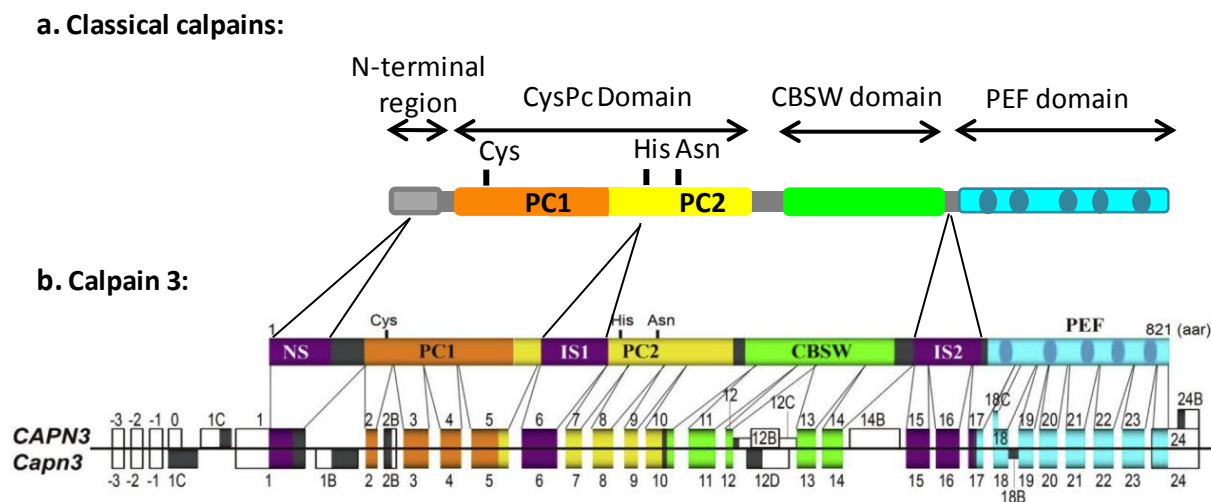 a. Classical calpains:
N-terminal
region
CysPc Domain
CBSW domain
PEF domain
Cys
His Asn
PC1
PC2
b. Calpain 3:
1
Cys
His
Asn
PEF
821 (aar)
NS
PC1
IS1
PC2
CBSW
IS2
12
12C
18C
24B
-3 -2 -1 0 1C 1 2 2B 3 4 5 6 7 8 9 10 11 12B 13 14 14B 15 16 17 18 19 20 21 22 23 24
CAPN3
Capn3
-3 -2 -1 1C 1 1B 2 2B 3 4 5 6 7 8 9 10 11 12 12D 13 14 15 16 17 18 19 20 21 22 23 24
18B